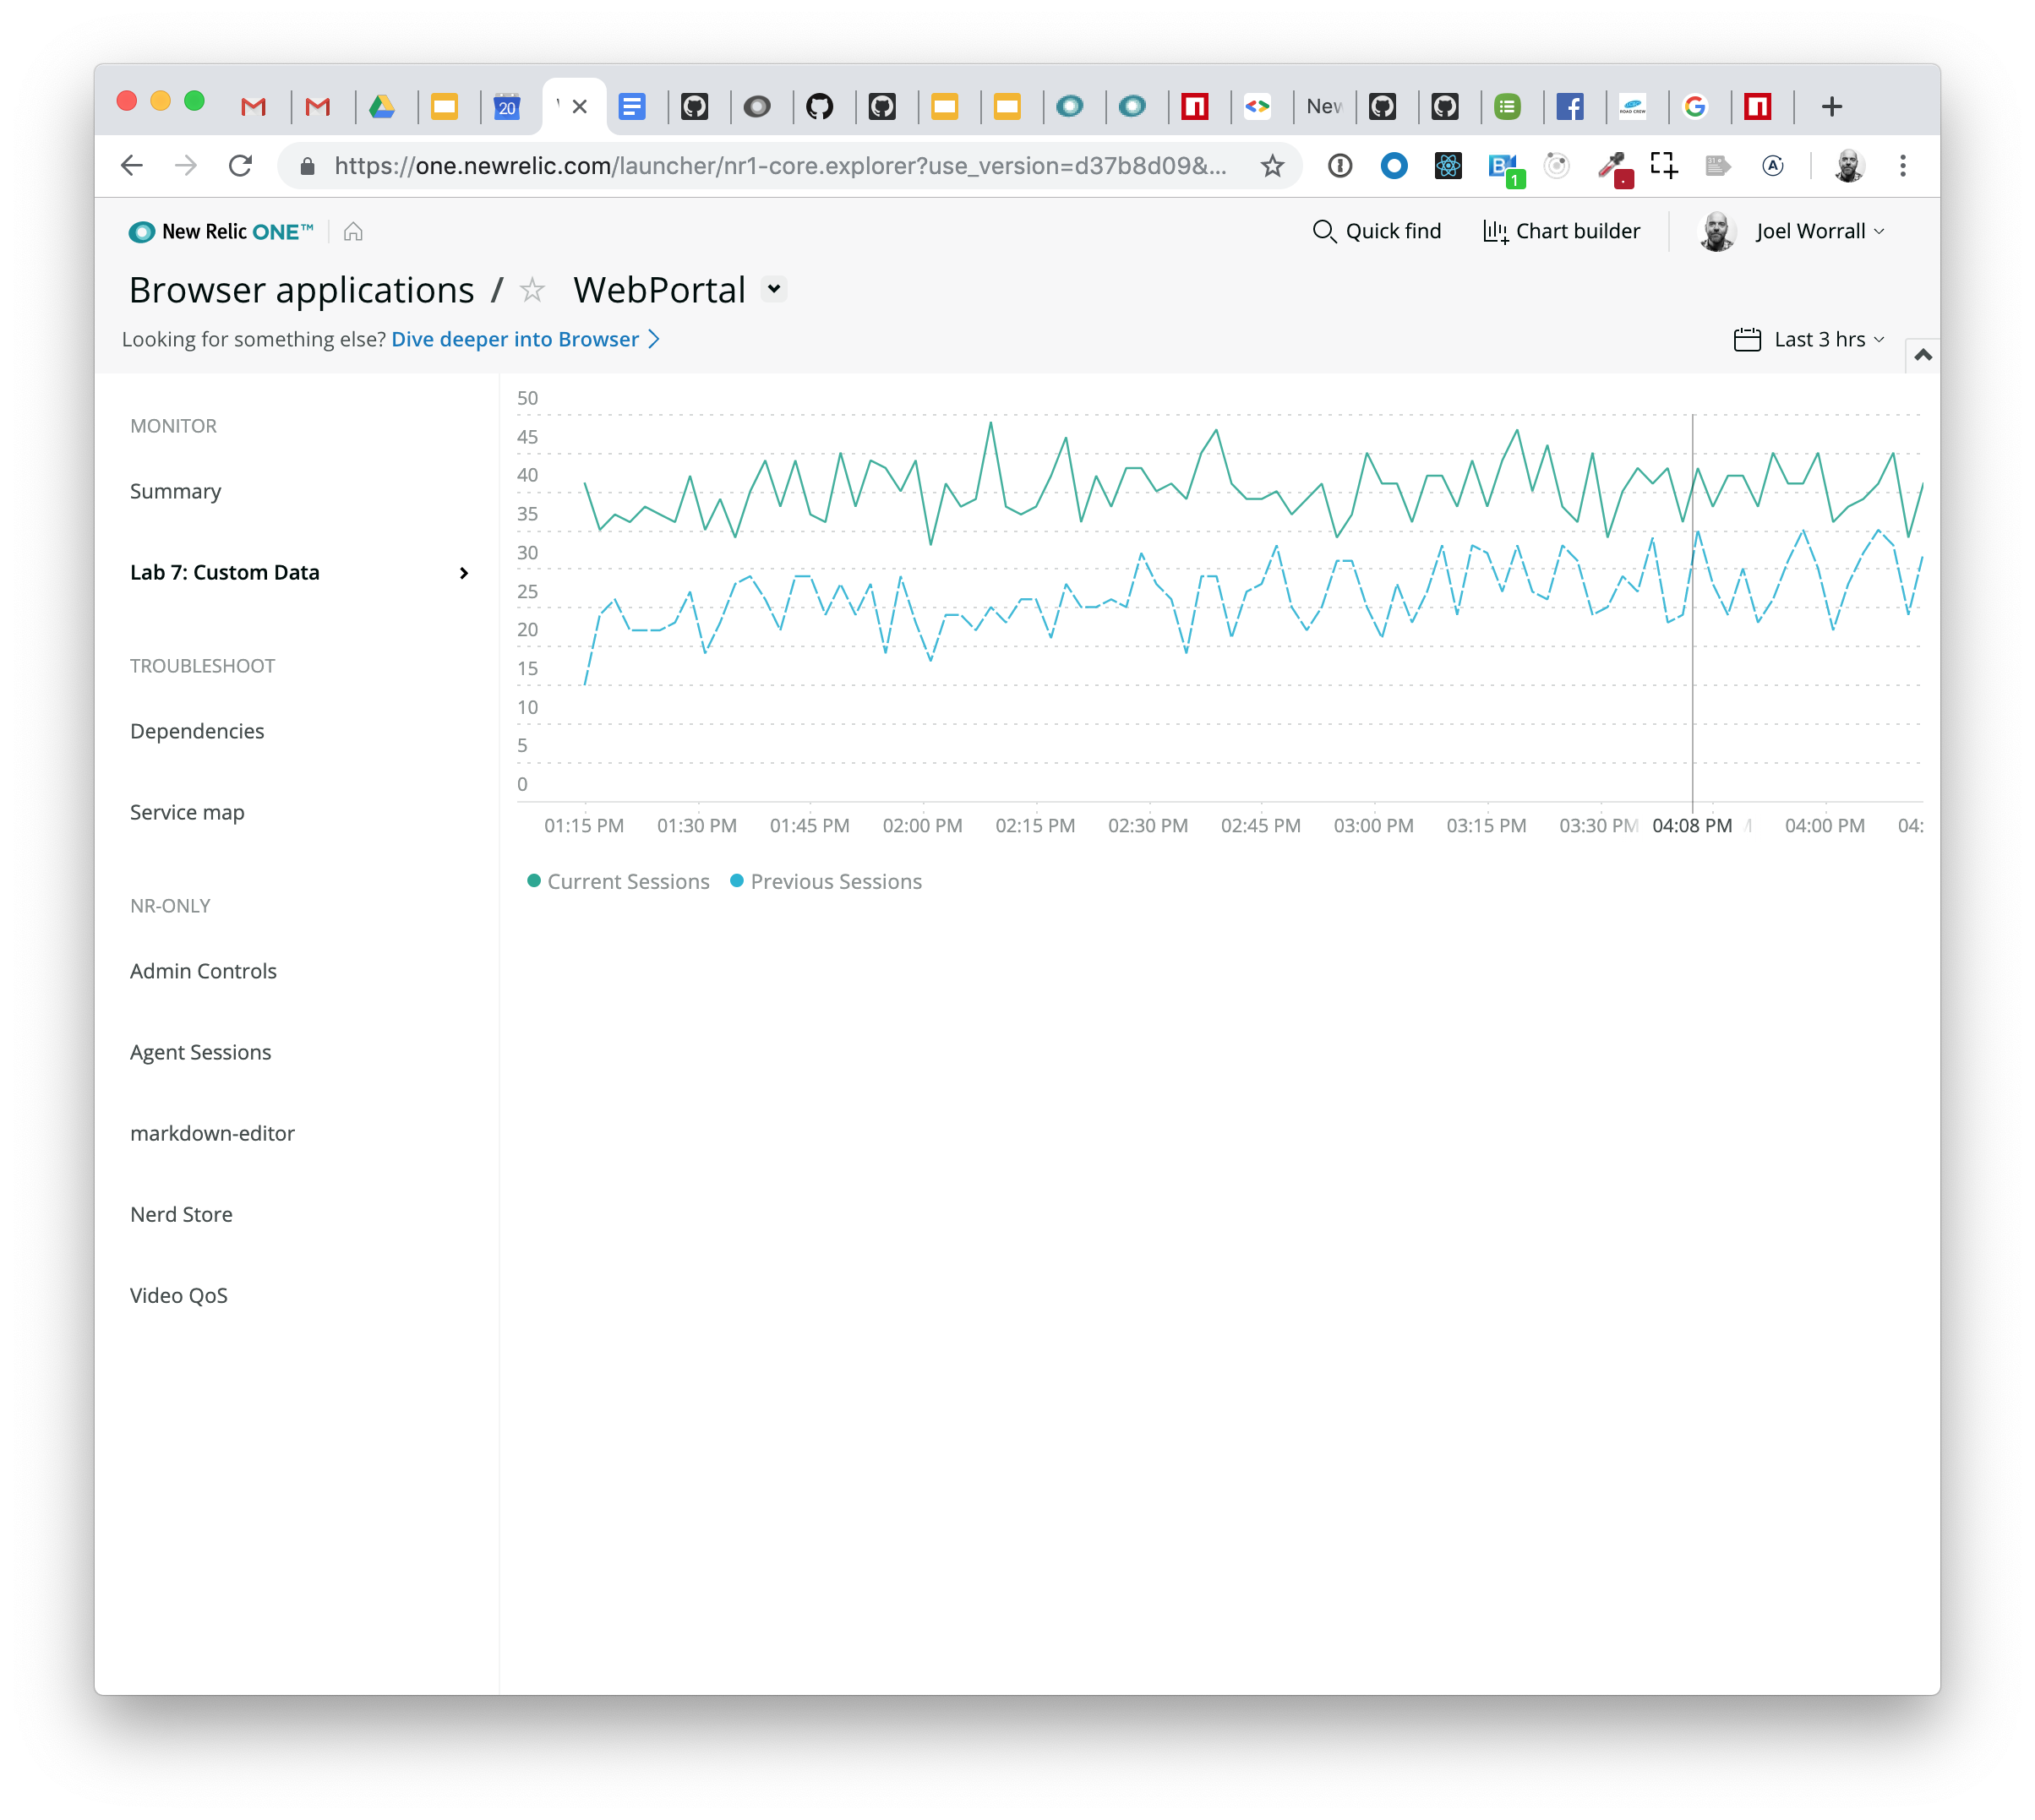 20
New
https://one.newrelic.com/launcher/nr1-core.explorer?use_version=d37b8d09&...
1
New Relic ONE™
Quick find
Chart builder
Joel Worrall
Browser applications / WebPortal
Looking for something else? Dive deeper into Browser
Last 3 hrs
MONITOR
Summary
Lab 7: Custom Data
TROUBLESHOOT
Dependencies
Service map
NR-ONLY
Admin Controls
Agent Sessions
markdown-editor
Nerd Store
Video QoS
50
45
40
35
30
25
20
15
10
5
0
01:15 PM 01:30 PM 01:45 PM 02:00 PM 02:15 PM 02:30 PM 02:45 PM 03:00 PM 03:15 PM 03:30 PM 04:08 PM 04:00 PM 04:
Current Sessions Previous Sessions